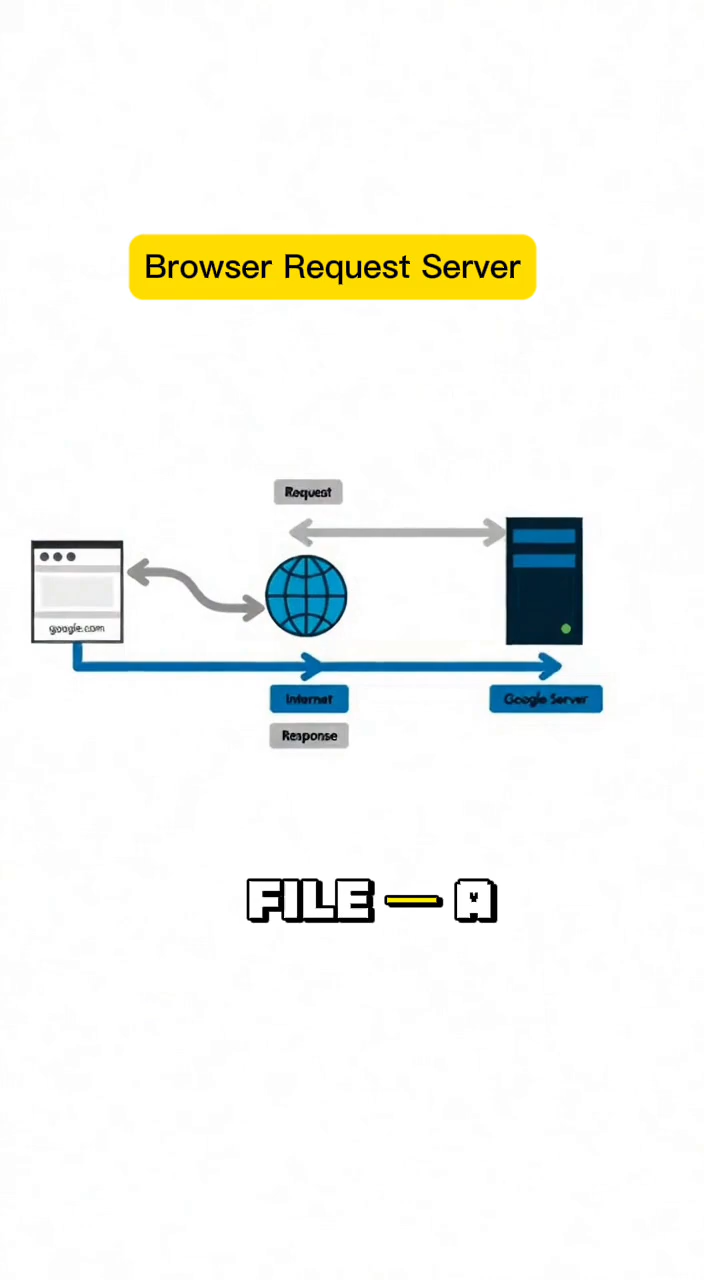 Browser Request Server
Request
google.com
Internet
Google Server
Response
FILE — A